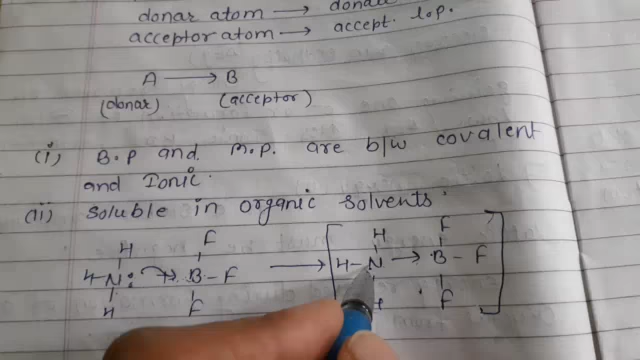 donar atom →
acceptor atom → accept. l.p.
A → B
(donar) (acceptor)
(i) B.P and M.P. are b/w covalent
and Ionic.
(ii) Soluble in organic solvents.
H F H F
H-N: → B-F → [H-N → B-F]
H F F